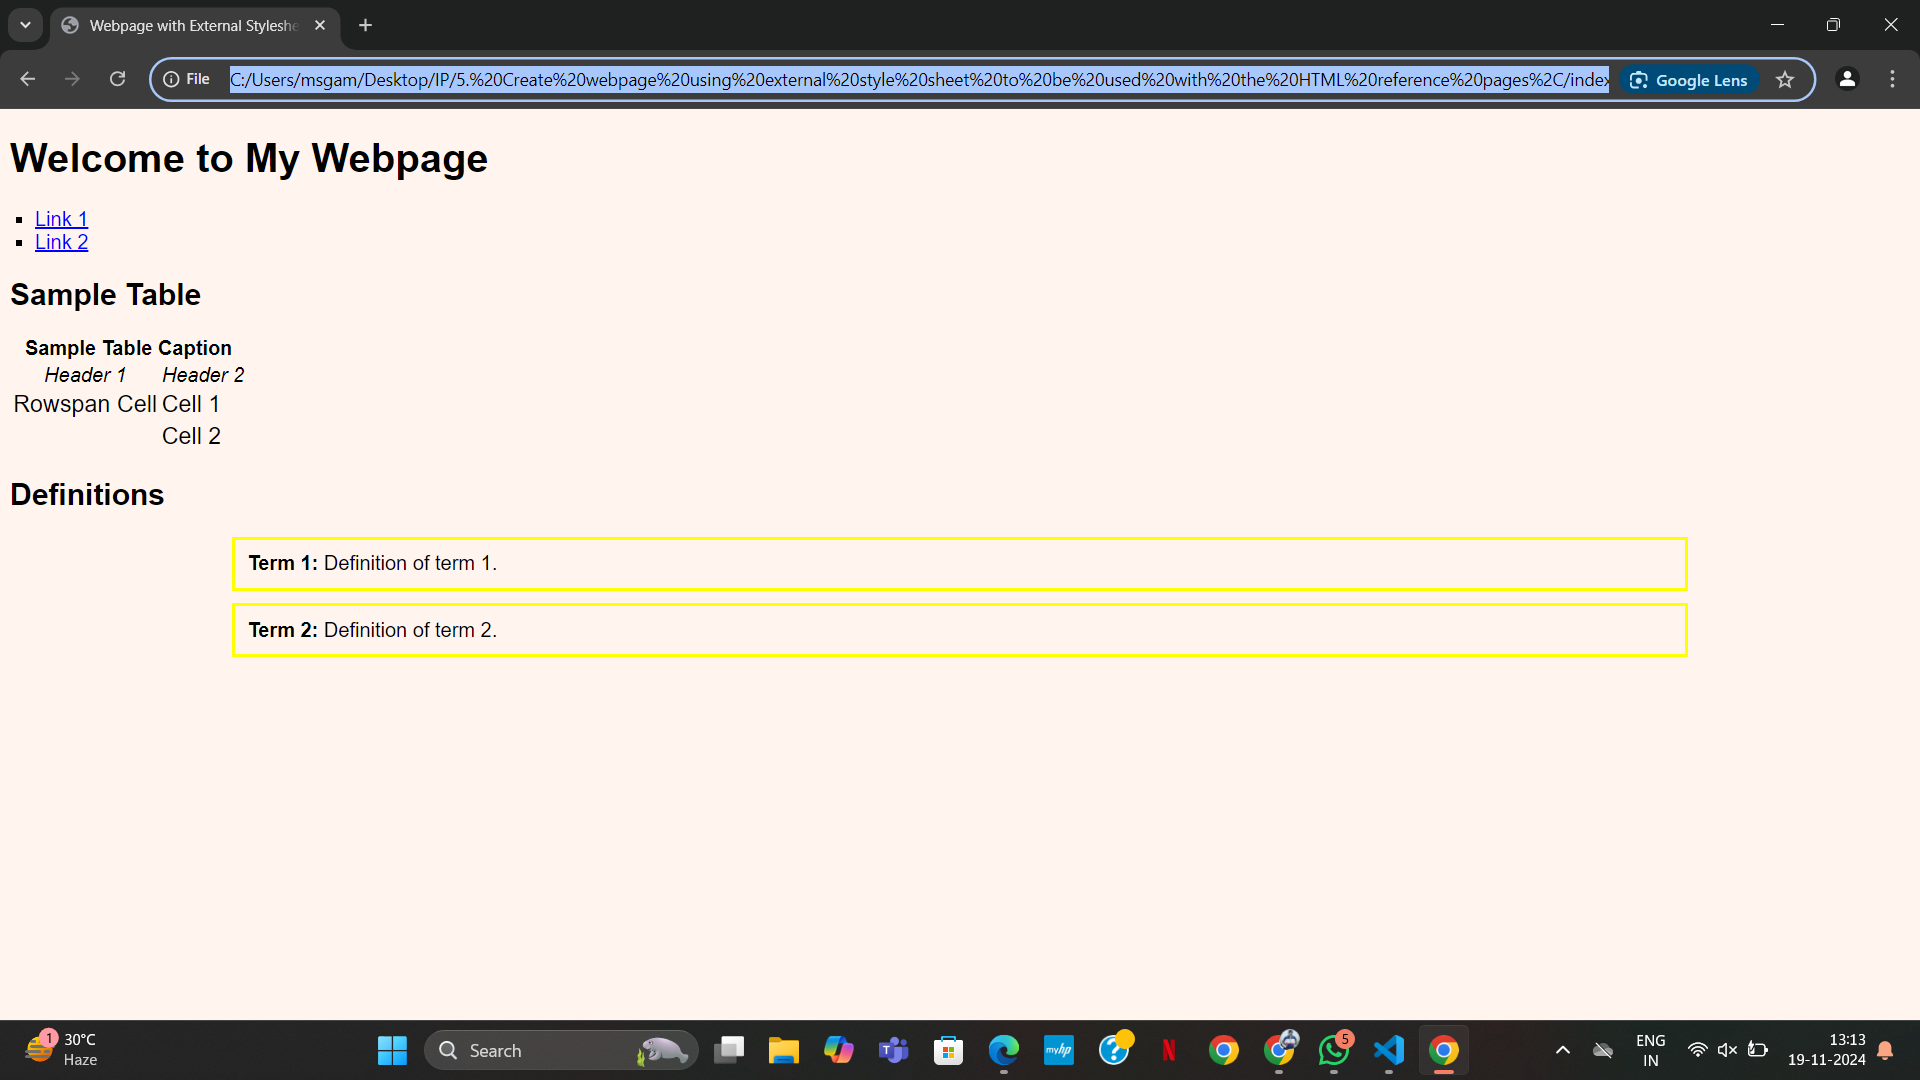 Webpage with External Styleshe
File
C:/Users/msgam/Desktop/IP/5.%20Create%20webpage%20using%20external%20style%20sheet%20to%20be%20used%20with%20the%20HTML%20reference%20pages%2C/index
Google Lens
Welcome to My Webpage
Link 1
Link 2
Sample Table
Sample Table Caption
Header 1 Header 2
Rowspan Cell Cell 1
Cell 2
Definitions
Term 1: Definition of term 1.
Term 2: Definition of term 2.
1
30°C
Haze
Search
T
myhp
?
N
5
ENG
IN
13:13
19-11-2024